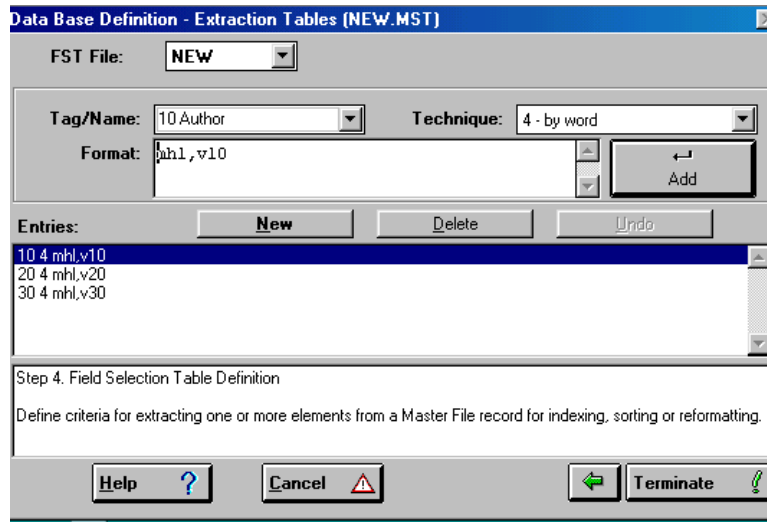 Data Base Definition - Extraction Tables (NEW.MST)
FST File: NEW
Tag/Name: 10 Author Technique: 4 - by word
Format: mhl,v10
Add
Entries: New Delete Undo
10 4 mhl,v10
20 4 mhl,v20
30 4 mhl,v30
Step 4. Field Selection Table Definition
Define criteria for extracting one or more elements from a Master File record for indexing, sorting or reformatting.
Help ? Cancel Terminate